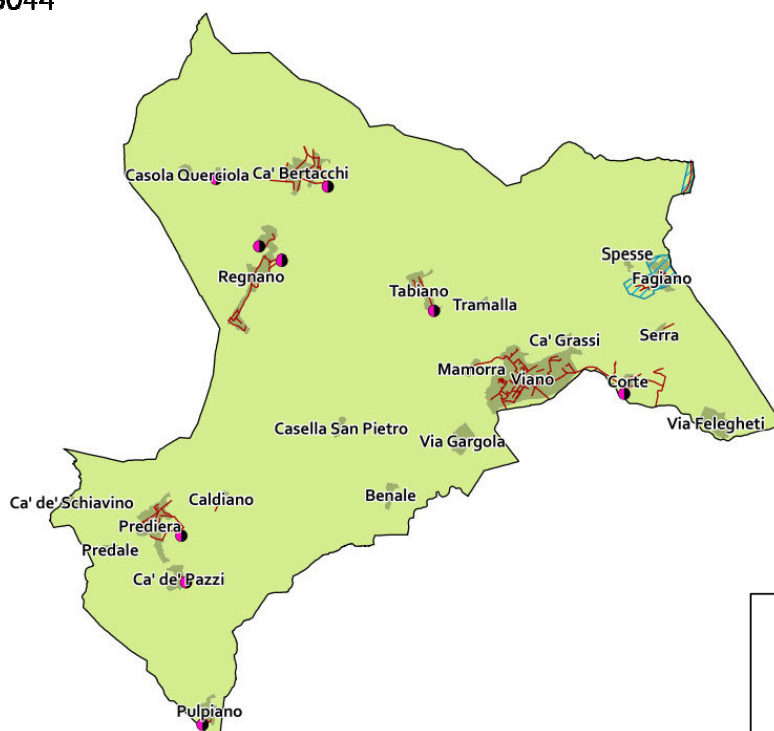 Casola Querciola Ca' Bertacchi
Spesse
Regnano
Fagiano
Tabiano
Tramalla
Serra
Ca' Grassi
Mamorra
Viano
Corte
Via Felegheti
Casella San Pietro
Via Gargola
Benale
Ca' de' Schiavino
Caldiano
Prediera
Predale
Ca' de' Pazzi
Pulpiano